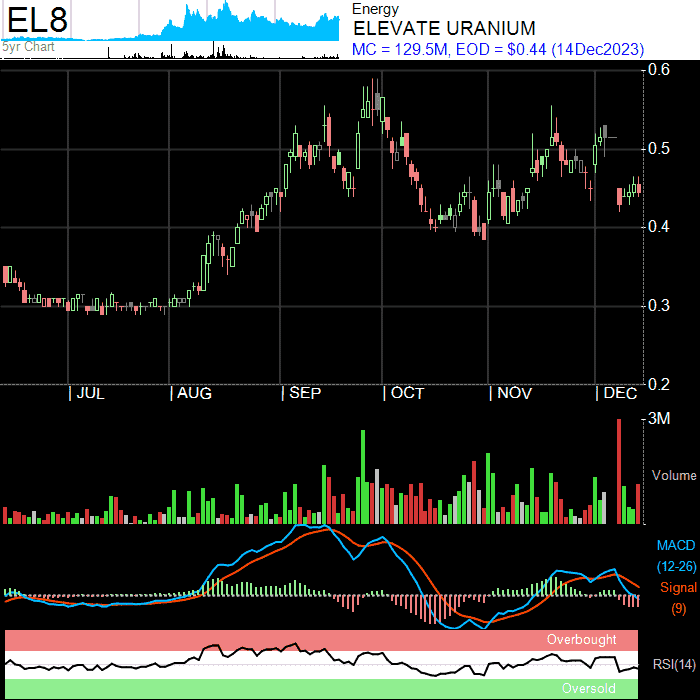 EL8
5yr Chart
Energy
ELEVATE URANIUM
MC = 129.5M, EOD = $0.44 (14Dec2023)
0.6
0.5
0.4
0.3
0.2
JUL AUG SEP OCT NOV DEC
3M
Volume
MACD
(12-26)
Signal
(9)
Overbought
RSI(14)
Oversold